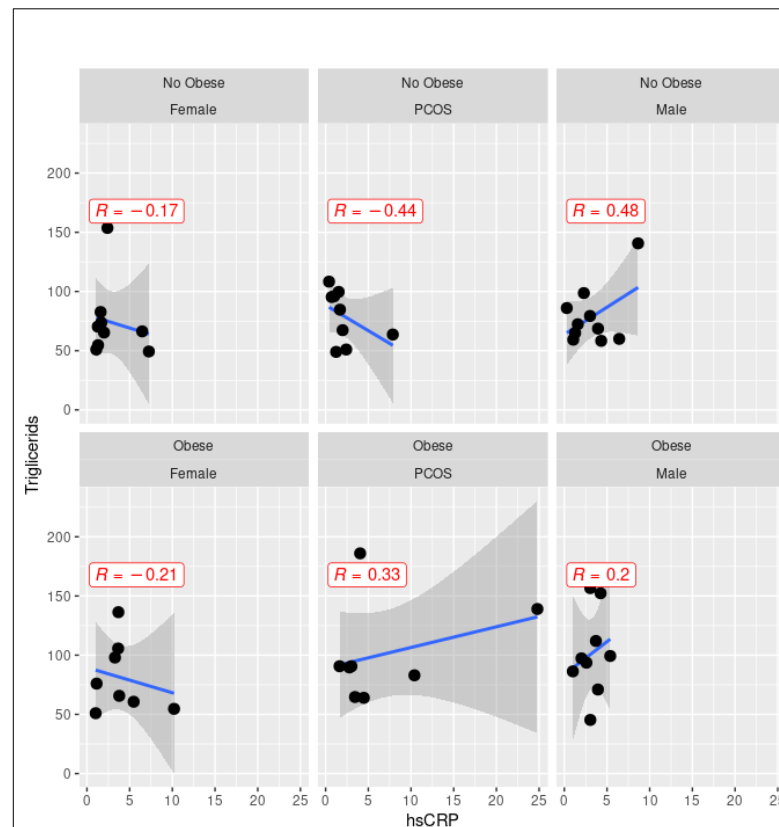 No Obese No Obese No Obese
Female PCOS Male
200
150
100
50
0
R = −0.17
R = −0.44
R = 0.48
Triglicerids
Obese Obese Obese
Female PCOS Male
200
150
100
50
0
R = −0.21
R = 0.33
R = 0.2
0 5 10 15 20 25 0 5 10 15 20 25 0 5 10 15 20 25
hsCRP